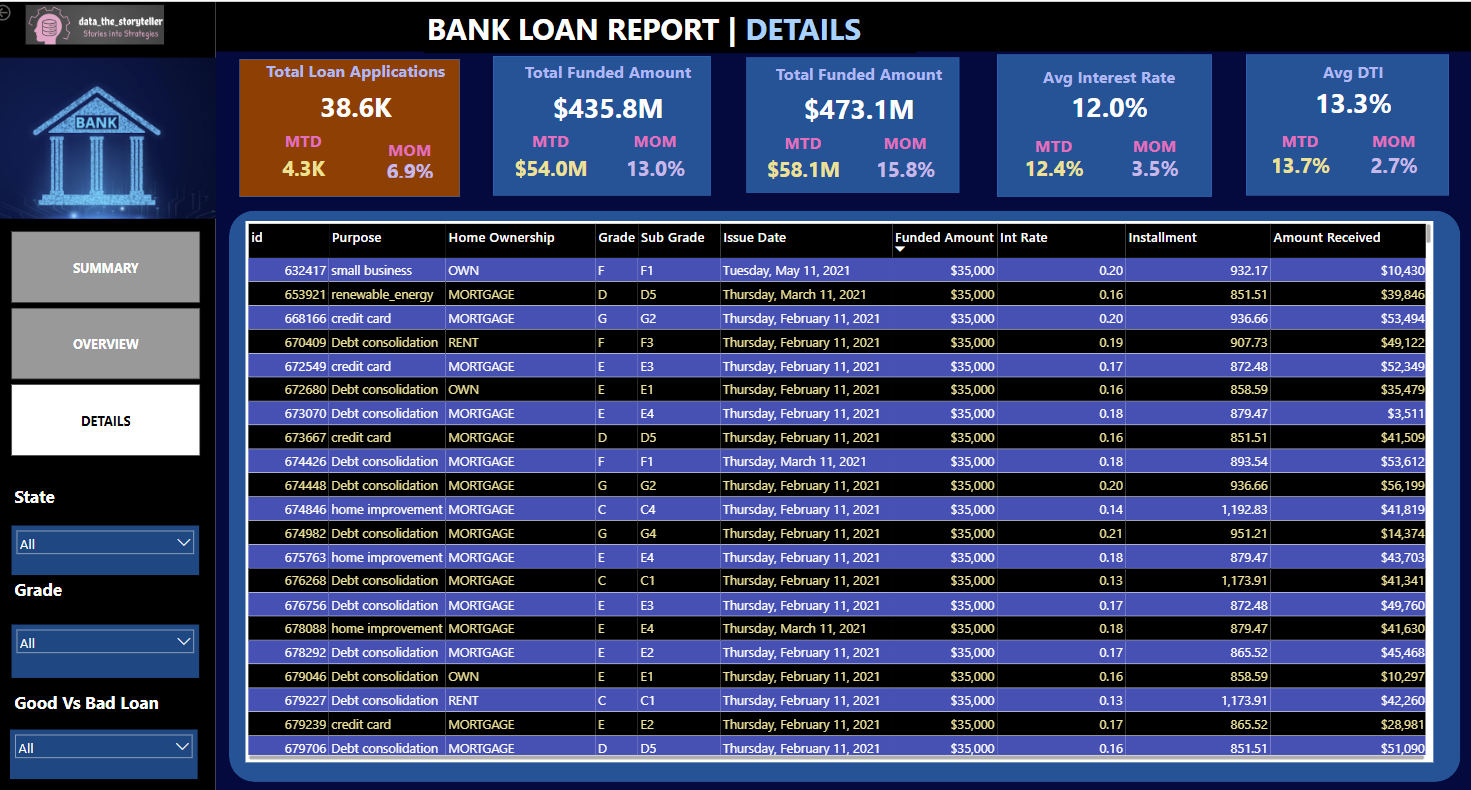 data_the_storyteller
Stories into Strategies
BANK LOAN REPORT | DETAILS
BANK
Total Loan Applications
38.6K
MTD MOM
4.3K 6.9%
Total Funded Amount
$435.8M
MTD MOM
$54.0M 13.0%
Total Funded Amount
$473.1M
MTD MOM
$58.1M 15.8%
Avg Interest Rate
12.0%
MTD MOM
12.4% 3.5%
Avg DTI
13.3%
MTD MOM
13.7% 2.7%
SUMMARY
OVERVIEW
DETAILS
State
All
Grade
All
Good Vs Bad Loan
All
id Purpose Home Ownership Grade Sub Grade Issue Date Funded Amount Int Rate Installment Amount Received
632417 small business OWN F F1 Tuesday, May 11, 2021 $35,000 0.20 932.17 $10,430
653921 renewable_energy MORTGAGE D D5 Thursday, March 11, 2021 $35,000 0.16 851.51 $39,846
668166 credit card MORTGAGE G G2 Thursday, February 11, 2021 $35,000 0.20 936.66 $53,494
670409 Debt consolidation RENT F F3 Thursday, February 11, 2021 $35,000 0.19 907.73 $49,122
672549 credit card MORTGAGE E E3 Thursday, February 11, 2021 $35,000 0.17 872.48 $52,349
672680 Debt consolidation OWN E E1 Thursday, February 11, 2021 $35,000 0.16 858.59 $35,479
673070 Debt consolidation MORTGAGE E E4 Thursday, February 11, 2021 $35,000 0.18 879.47 $3,511
673667 credit card MORTGAGE D D5 Thursday, February 11, 2021 $35,000 0.16 851.51 $41,509
674426 Debt consolidation MORTGAGE F F1 Thursday, March 11, 2021 $35,000 0.18 893.54 $53,612
674448 Debt consolidation MORTGAGE G G2 Thursday, February 11, 2021 $35,000 0.20 936.66 $56,199
674846 home improvement MORTGAGE C C4 Thursday, February 11, 2021 $35,000 0.14 1,192.83 $41,819
674982 Debt consolidation MORTGAGE G G4 Thursday, February 11, 2021 $35,000 0.21 951.21 $14,374
675763 home improvement MORTGAGE E E4 Thursday, February 11, 2021 $35,000 0.18 879.47 $43,703
676268 Debt consolidation MORTGAGE C C1 Thursday, February 11, 2021 $35,000 0.13 1,173.91 $41,341
676756 Debt consolidation MORTGAGE E E3 Thursday, February 11, 2021 $35,000 0.17 872.48 $49,760
678088 home improvement MORTGAGE E E4 Thursday, March 11, 2021 $35,000 0.18 879.47 $41,630
678292 Debt consolidation MORTGAGE E E2 Thursday, February 11, 2021 $35,000 0.17 865.52 $45,468
679046 Debt consolidation OWN E E1 Thursday, February 11, 2021 $35,000 0.16 858.59 $10,297
679227 Debt consolidation RENT C C1 Thursday, February 11, 2021 $35,000 0.13 1,173.91 $42,260
679239 credit card MORTGAGE E E2 Thursday, February 11, 2021 $35,000 0.17 865.52 $28,981
679706 Debt consolidation MORTGAGE D D5 Thursday, February 11, 2021 $35,000 0.16 851.51 $51,090